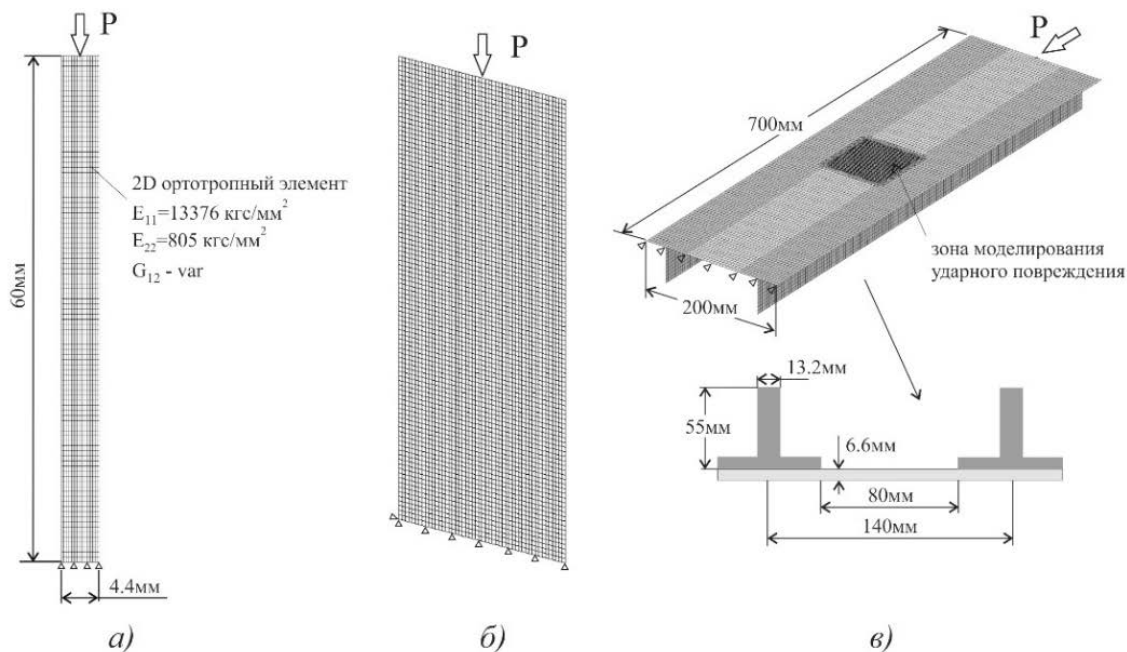 P
60мм
2D ортотропный элемент
E₁₁=13376 кгс/мм²
E₂₂=805 кгс/мм²
G₁₂ - var
4.4мм
а)
P
б)
P
700мм
зона моделирования
ударного повреждения
200мм
13.2мм
55мм
6.6мм
80мм
140мм
в)